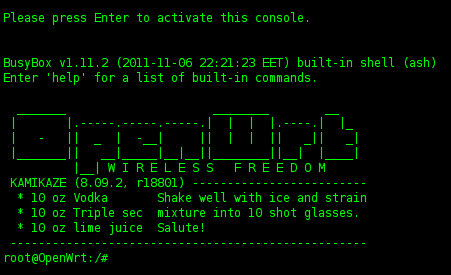 Please press Enter to activate this console.
BusyBox v1.11.2 (2011-11-06 22:21:23 EET) built-in shell (ash)
Enter 'help' for a list of built-in commands.
OpenWrt
W I R E L E S S   F R E E D O M
KAMIKAZE (8.09.2, r18801) -------------------------
* 10 oz Vodka       Shake well with ice and strain
* 10 oz Triple sec  mixture into 10 shot glasses.
* 10 oz lime juice  Salute!
---------------------------------------------------
root@OpenWrt:/#